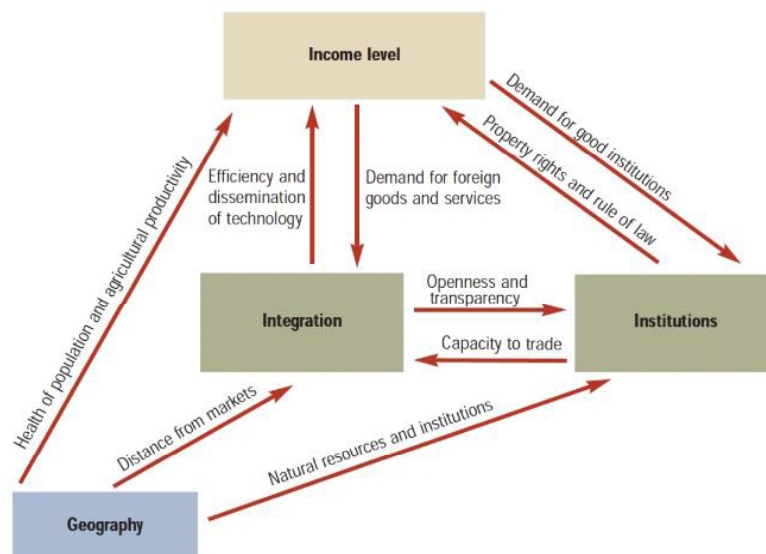 Income level
Demand for good institutions
Property rights and rule of law
Health of population and agricultural productivity
Efficiency and
dissemination
of technology
Demand for foreign
goods and services
Integration
Openness and
transparency
Capacity to trade
Institutions
Distance from markets
Natural resources and institutions
Geography